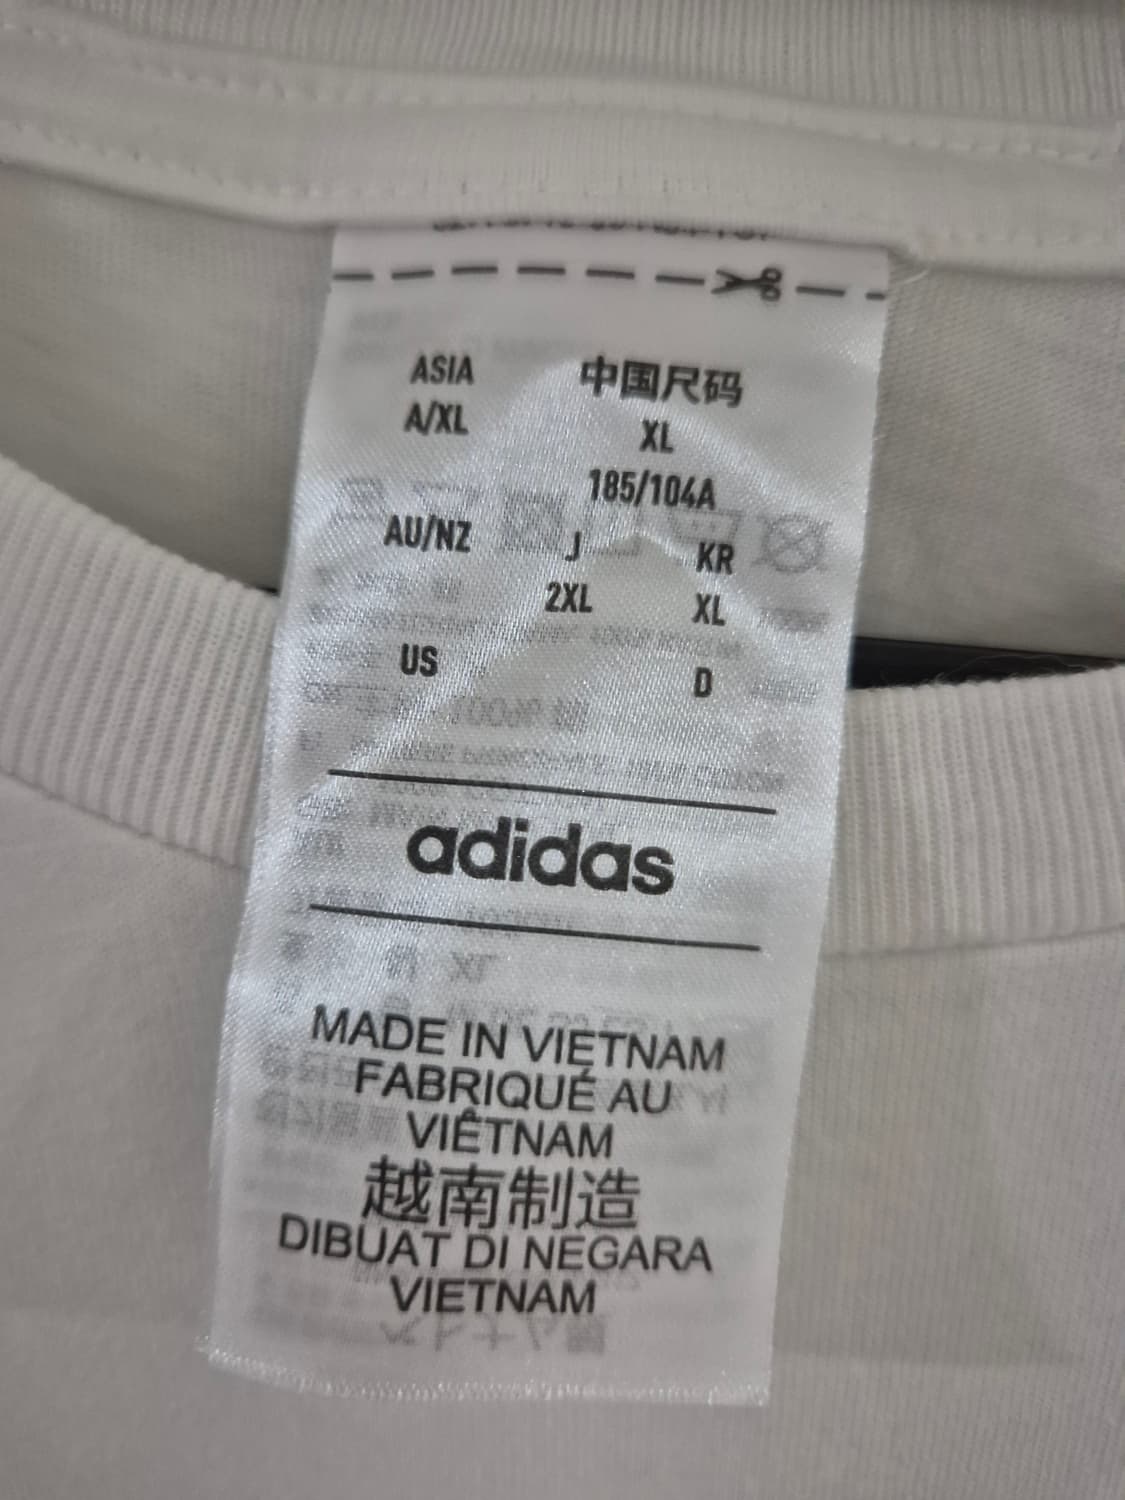 ASIA 中国尺码
A/XL XL
185/104A
AU/NZ J KR
2XL XL
US D
adidas
MADE IN VIETNAM
FABRIQUÉ AU
VIÊTNAM
越南制造
DIBUAT DI NEGARA
VIETNAM